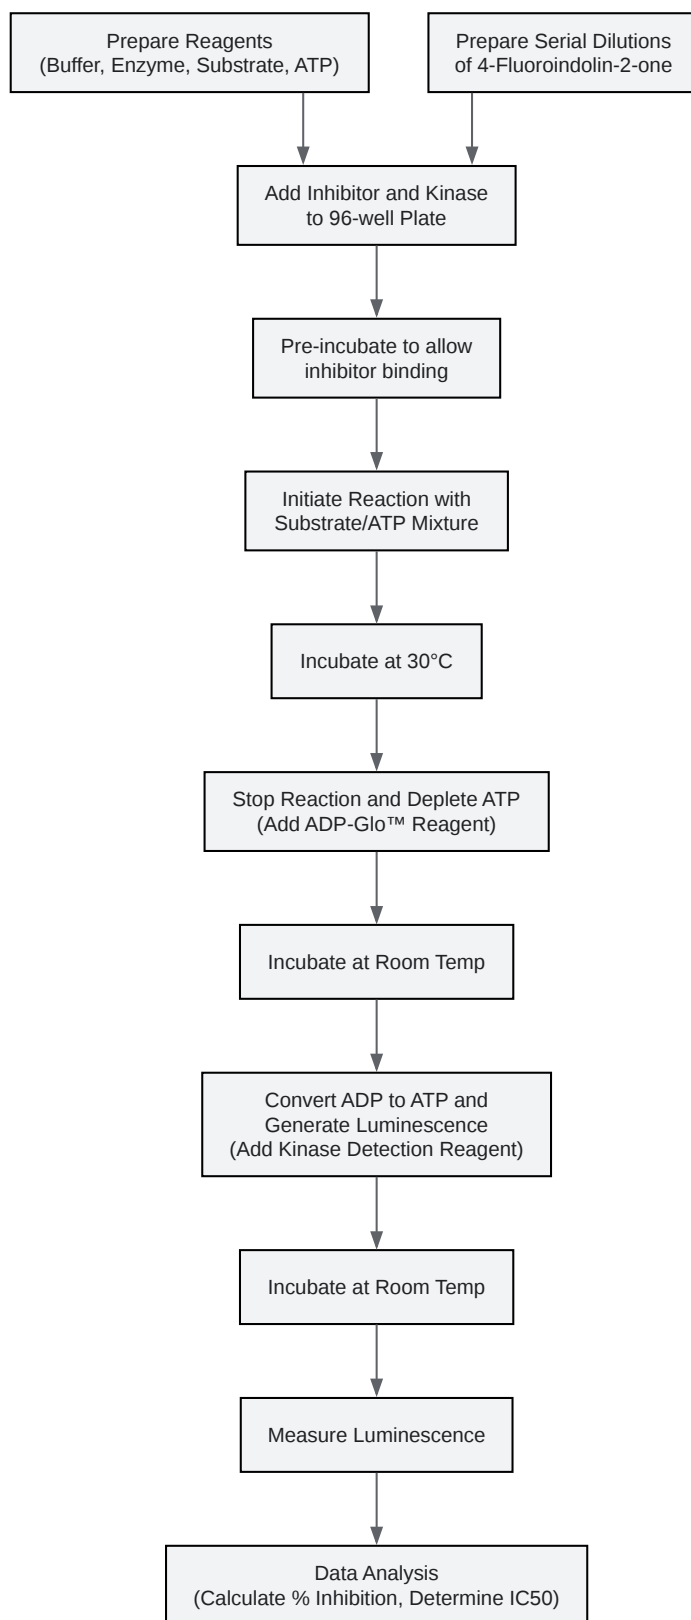 Prepare Reagents
(Buffer, Enzyme, Substrate, ATP)
Prepare Serial Dilutions
of 4-Fluoroindolin-2-one
Add Inhibitor and Kinase
to 96-well Plate
Pre-incubate to allow
inhibitor binding
Initiate Reaction with
Substrate/ATP Mixture
Incubate at 30°C
Stop Reaction and Deplete ATP
(Add ADP-Glo™ Reagent)
Incubate at Room Temp
Convert ADP to ATP and
Generate Luminescence
(Add Kinase Detection Reagent)
Incubate at Room Temp
Measure Luminescence
Data Analysis
(Calculate % Inhibition, Determine IC50)